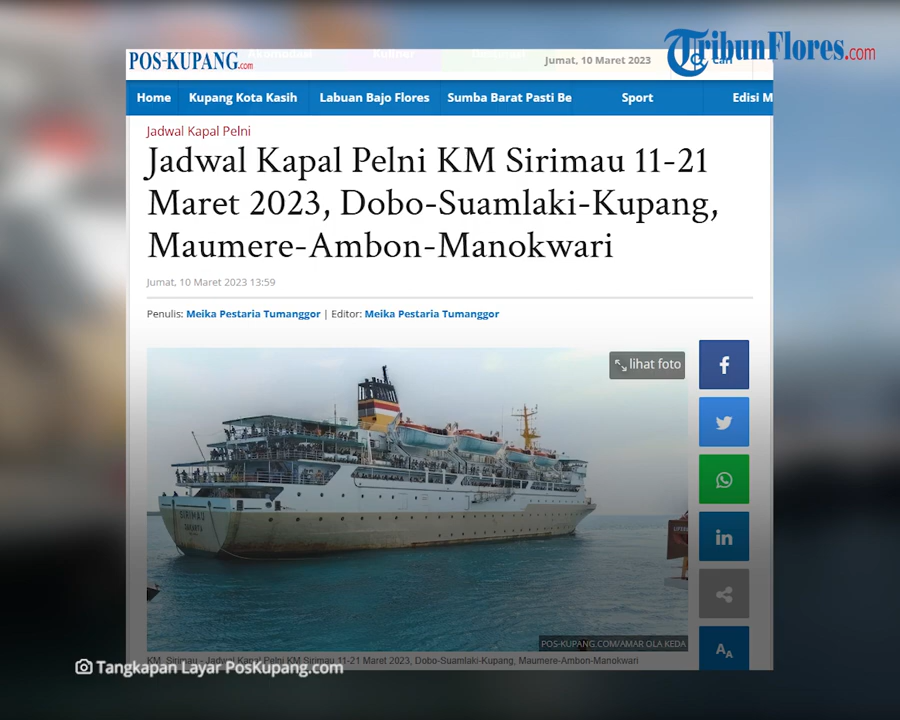 TribunFlores.com
POS-KUPANG.com
Jumat, 10 Maret 2023
Cari
Home
Kupang Kota Kasih
Labuan Bajo Flores
Sumba Barat Pasti Be
Sport
Edisi M
Jadwal Kapal Pelni
Jadwal Kapal Pelni KM Sirimau 11-21
Maret 2023, Dobo-Suamlaki-Kupang,
Maumere-Ambon-Manokwari
Jumat, 10 Maret 2023 13:59
Penulis: Meika Pestaria Tumanggor | Editor: Meika Pestaria Tumanggor
lihat foto
SIRIMAU
JAKARTA
POS-KUPANG.COM/AMAR OLA KEDA
KM. Sirimau - Jadwal Kapal Pelni KM Sirimau 11-21 Maret 2023, Dobo-Suamlaki-Kupang, Maumere-Ambon-Manokwari
Tangkapan Layar PosKupang.com
AA